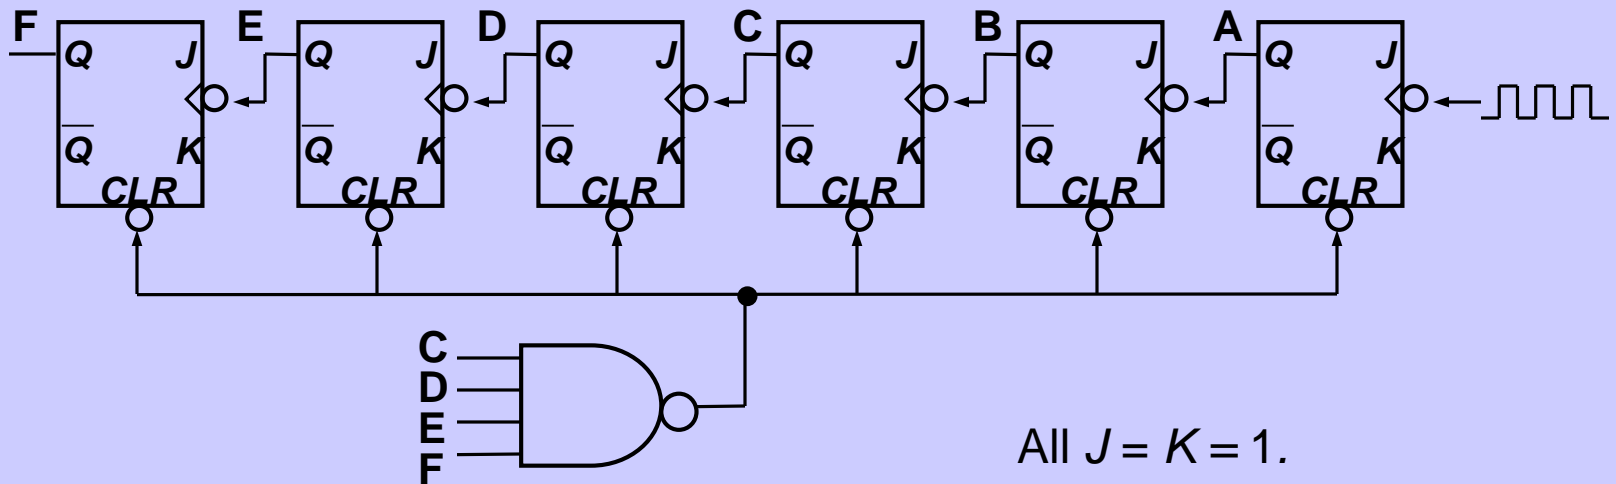 F E D C B A
Q J Q J Q J Q J Q J Q J
Q̅ K Q̅ K Q̅ K Q̅ K Q̅ K Q̅ K
CLR CLR CLR CLR CLR CLR
C
D
E
F
All J = K = 1.